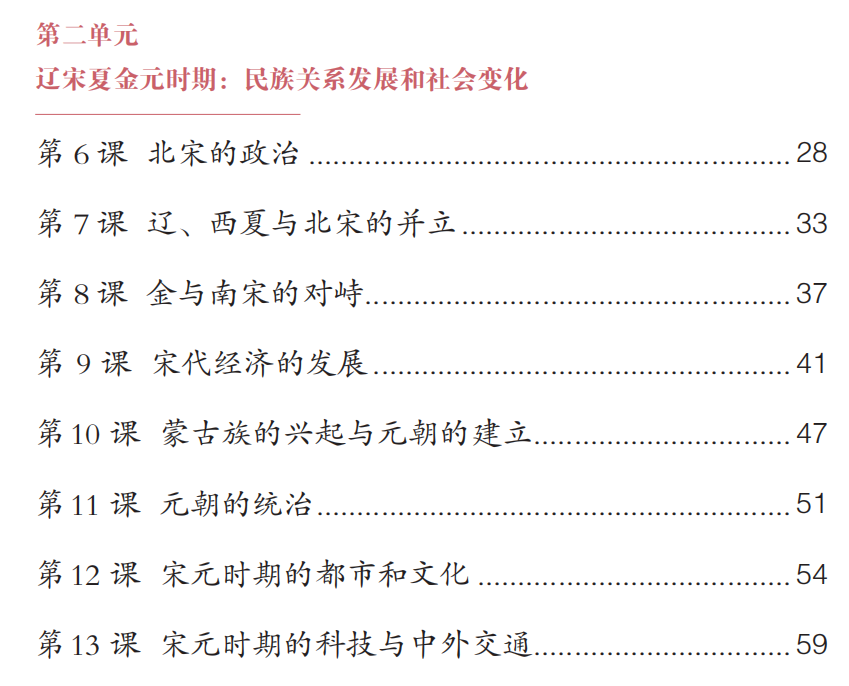 第二单元
辽宋夏金元时期：民族关系发展和社会变化
第 6 课 北宋的政治 ........................................................ 28
第 7 课 辽、西夏与北宋的并立 ........................................ 33
第 8 课 金与南宋的对峙 .................................................. 37
第 9 课 宋代经济的发展 .................................................. 41
第 10 课 蒙古族的兴起与元朝的建立 ............................... 47
第 11 课 元朝的统治 ....................................................... 51
第 12 课 宋元时期的都市和文化 ..................................... 54
第 13 课 宋元时期的科技与中外交通 ............................... 59